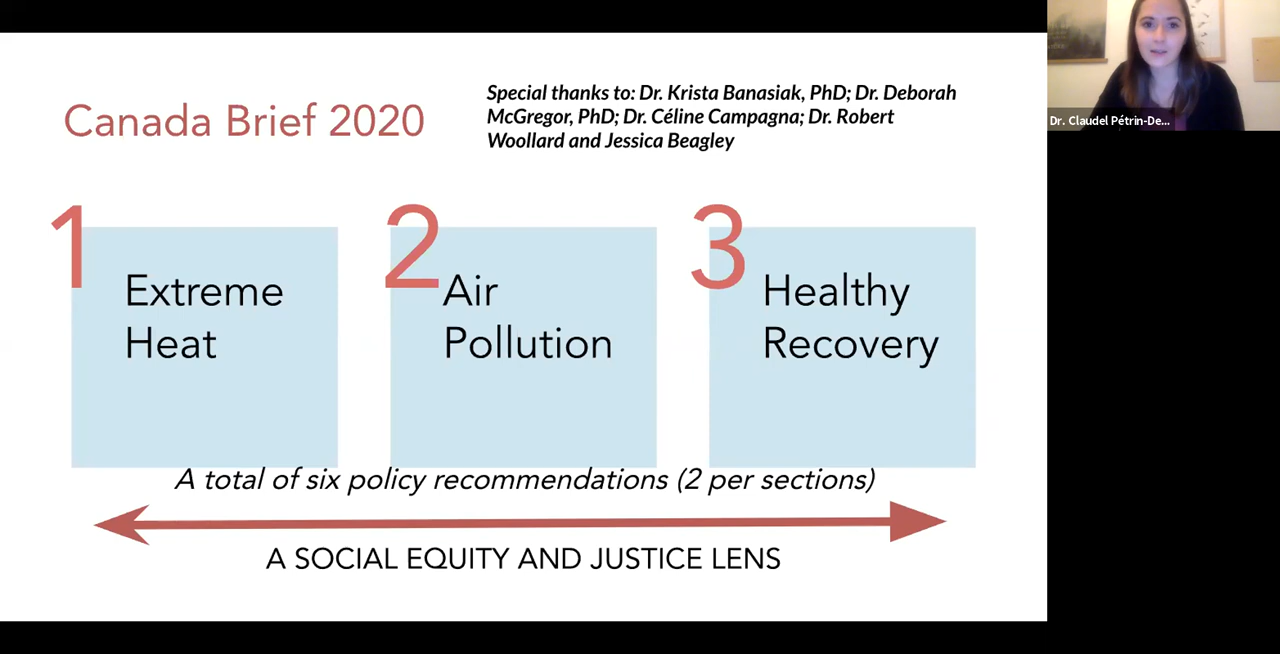 Canada Brief 2020
Special thanks to: Dr. Krista Banasiak, PhD; Dr. Deborah
McGregor, PhD; Dr. Céline Campagna; Dr. Robert
Woollard and Jessica Beagley
Dr. Claudel Pétrin-De...
1
Extreme
Heat
2
Air
Pollution
3
Healthy
Recovery
A total of six policy recommendations (2 per sections)
A SOCIAL EQUITY AND JUSTICE LENS